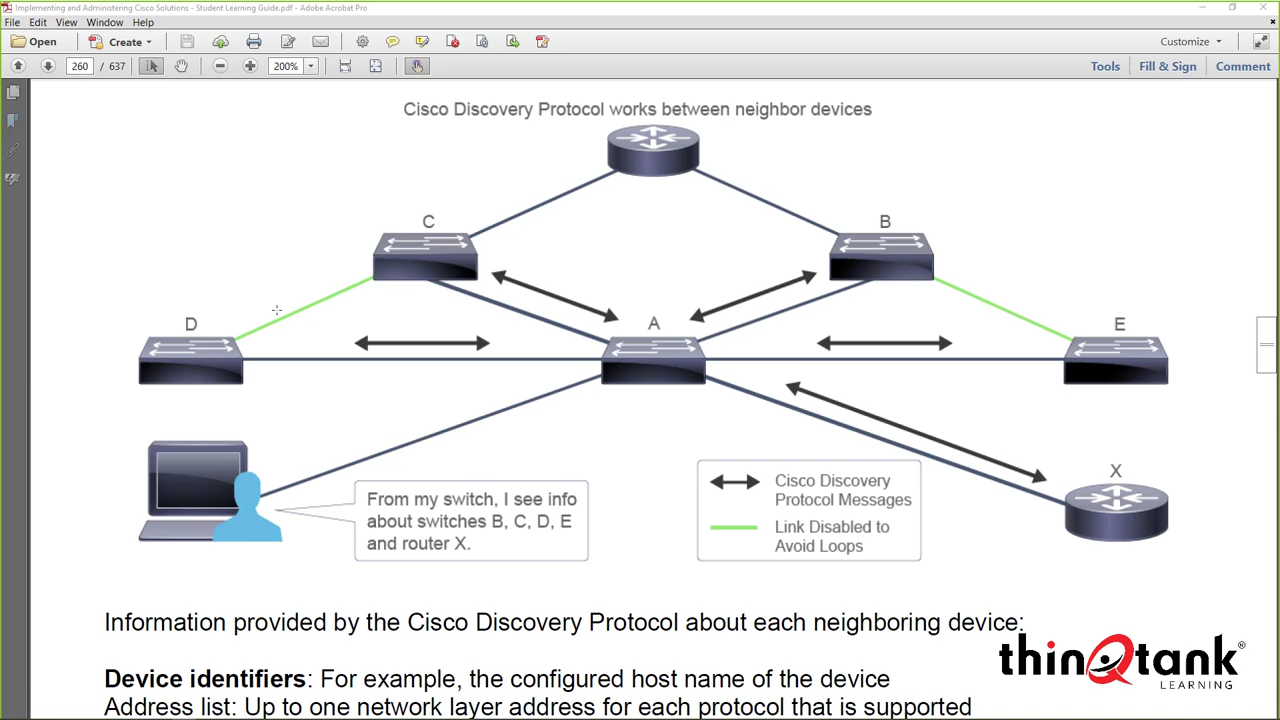 Implementing and Administering Cisco Solutions - Student Learning Guide.pdf - Adobe Acrobat Pro
File Edit View Window Help
Open Create Customize
260 / 637 200% Tools Fill & Sign Comment
Cisco Discovery Protocol works between neighbor devices
C
B
D
A
E
X
From my switch, I see info
about switches B, C, D, E
and router X.
Cisco Discovery
Protocol Messages
Link Disabled to
Avoid Loops
Information provided by the Cisco Discovery Protocol about each neighboring device:
thinQtank®
LEARNING
Device identifiers: For example, the configured host name of the device
Address list: Up to one network layer address for each protocol that is supported